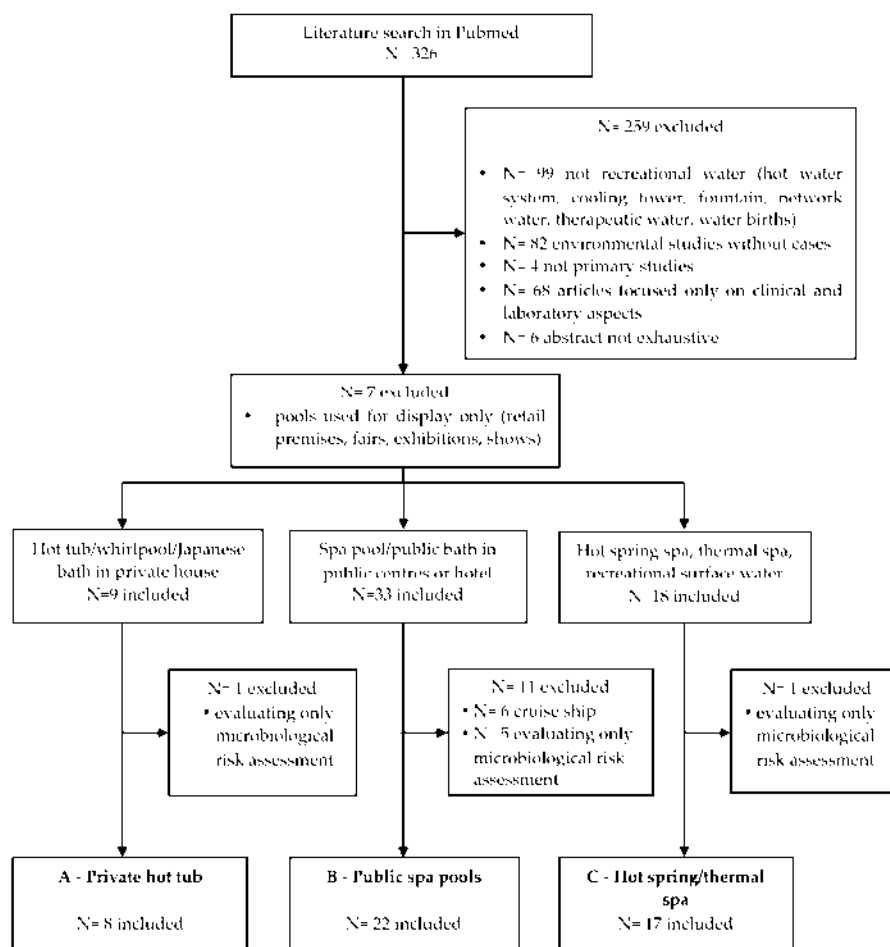 Literature search in Pubmed
N= 326
N= 259 excluded
• N= 99 not recreational water (hot water
system, cooling tower, fountain, network
water, therapeutic water, water births)
• N= 82 environmental studies without cases
• N= 4 not primary studies
• N= 68 articles focused only on clinical and
laboratory aspects
• N= 6 abstract not exhaustive
N= 7 excluded
• pools used for display only (retail
premises, fairs, exhibitions, shows)
Hot tub/whirlpool/Japanese
bath in private house
N=9 included
Spa pool/public bath in
public centres or hotel
N=33 included
Hot spring spa, thermal spa,
recreational surface water
N=18 included
N= 1 excluded
• evaluating only
microbiological
risk assessment
N= 11 excluded
• N= 6 cruise ship
• N=5 evaluating only
microbiological risk
assessment
N= 1 excluded
• evaluating only
microbiological
risk assessment
A - Private hot tub
N= 8 included
B - Public spa pools
N= 22 included
C - Hot spring/thermal
spa
N= 17 included